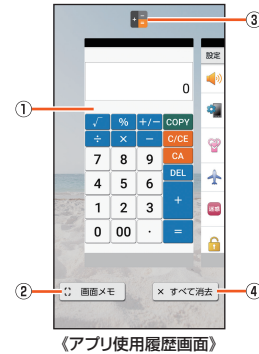 ③
設定
0
①
√ % +/− COPY
÷ × − C/CE
7 8 9 CA
DEL
4 5 6
1 2 3 +
0 00 · =
迷惑
② 画面メモ
× すべて消去 ④
《アプリ使用履歴画面》